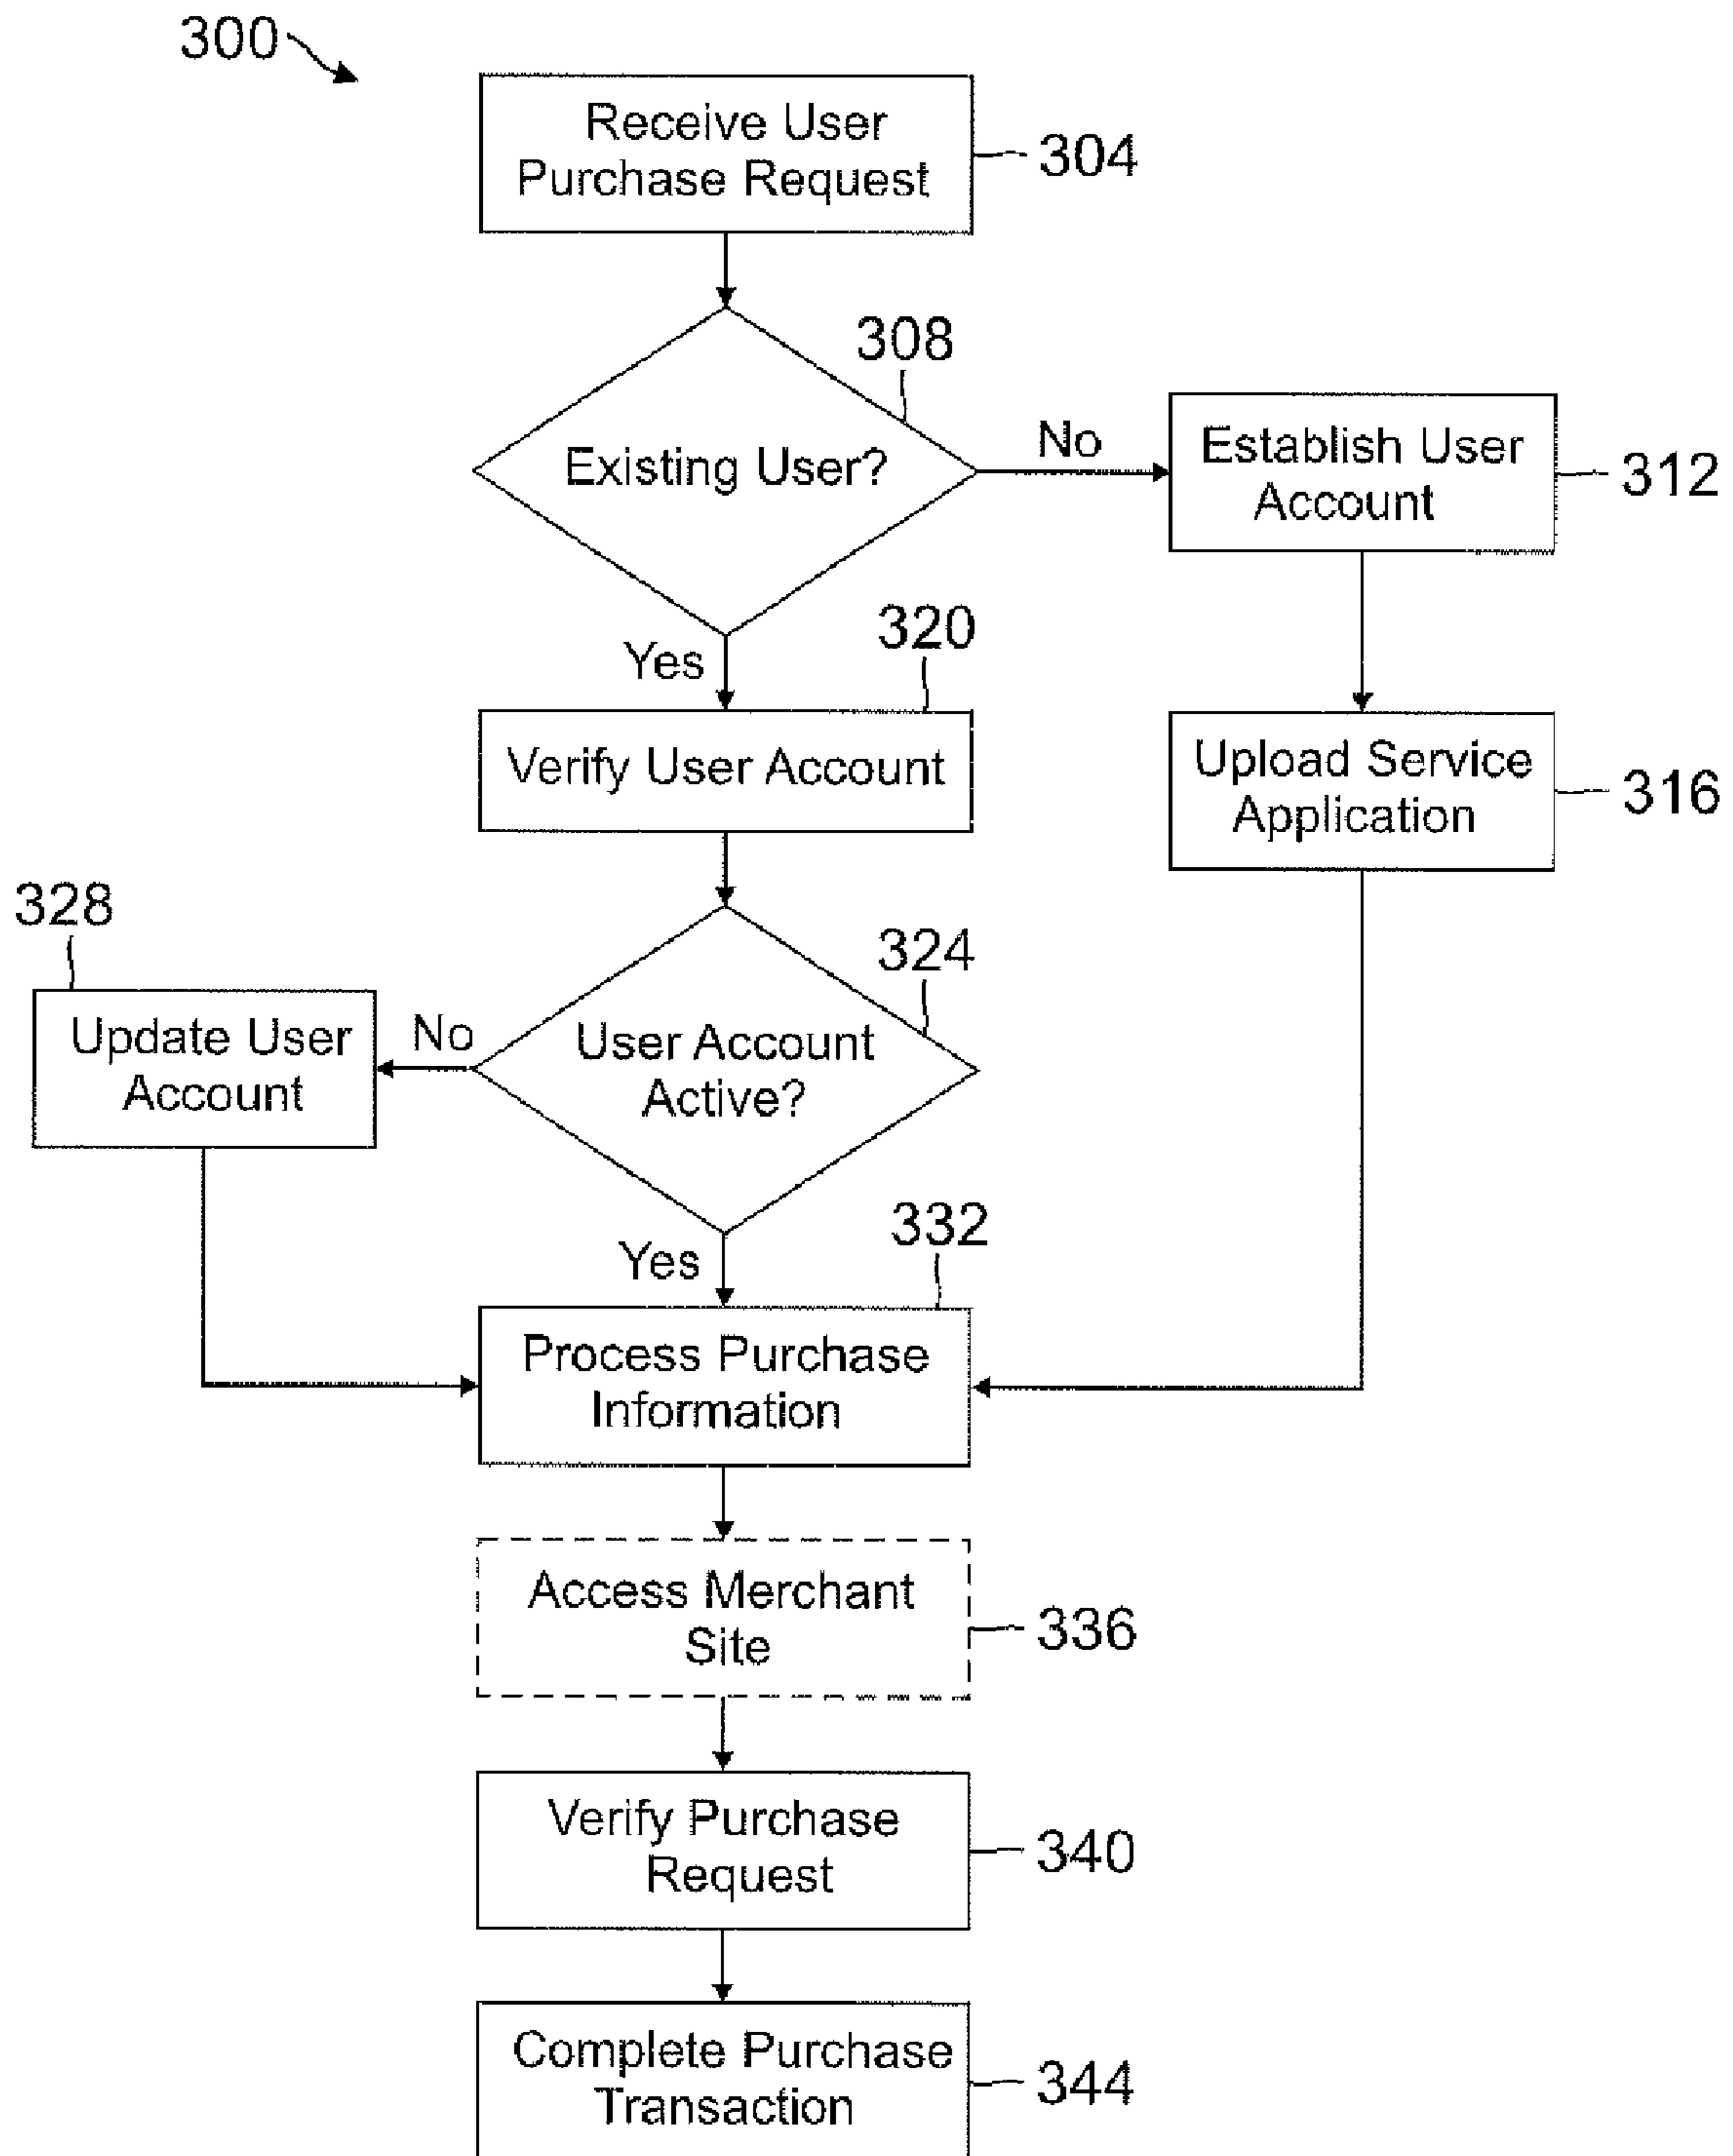 300
Receive User
Purchase Request
304
308
Existing User?
No
Establish User
Account
312
Yes
320
Verify User Account
Upload Service
Application
316
328
324
Update User
Account
No
User Account
Active?
Yes
332
Process Purchase
Information
Access Merchant
Site
336
Verify Purchase
Request
340
Complete Purchase
Transaction
344